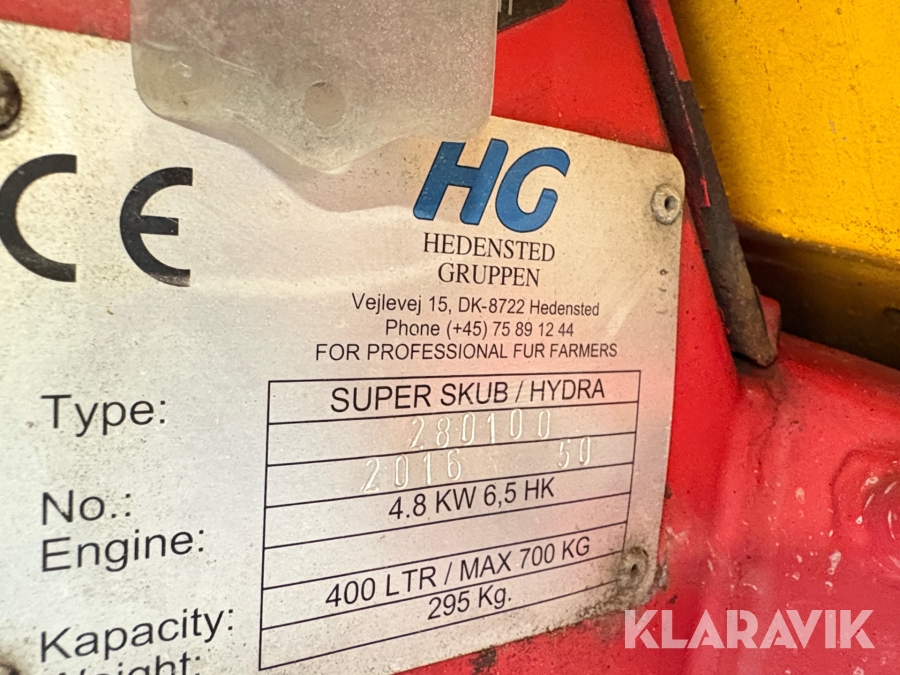 CE
HG
HEDENSTED
GRUPPEN
Vejlevej 15, DK-8722 Hedensted
Phone (+45) 75 89 12 44
FOR PROFESSIONAL FUR FARMERS
Type: SUPER SKUB / HYDRA
280100
No.: 2016 50
Engine: 4.8 KW 6,5 HK
Kapacity: 400 LTR / MAX 700 KG
Weight: 295 Kg.
KLARAVIK